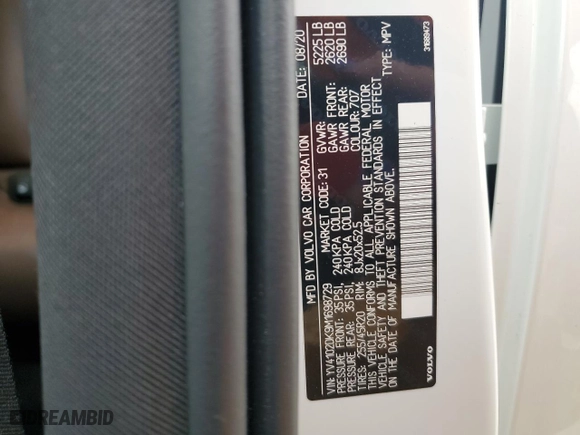 MFD BY VOLVO CAR CORPORATION DATE: 08/20
MARKET CODE: 31 GVWR: 5225 LB
GAWR FRONT: 2620 LB
GAWR REAR: 2690 LB
VIN: YV4102DK9M1698729 COLOUR: 707 TYPE: MPV
PRESSURE FRONT: 35 PSI, 240 KPA COLD
PRESSURE REAR: 35 PSI, 240 KPA COLD
TIRES: 255/45R20 RIM: 8Jx20x52.5
THIS VEHICLE CONFORMS TO ALL APPLICABLE FEDERAL MOTOR
VEHICLE SAFETY AND THEFT PREVENTION STANDARDS IN EFFECT
ON THE DATE OF MANUFACTURE SHOWN ABOVE.
VOLVO
31689473
DREAMBID